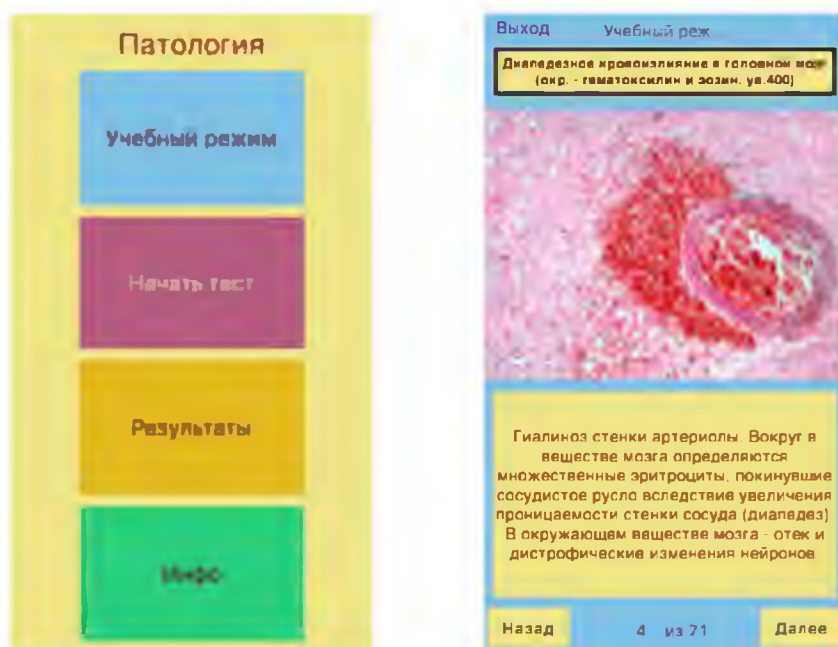 Патология
Учебный режим
Начать тест
Результаты
Инфо
Выход Учебный реж
Диапедезное кровоизлияние в головном мозг
(окр. - гематоксилин и эозин. ув.400)
Гиалиноз стенки артериолы. Вокруг в
веществе мозга определяются
множественные эритроциты, покинувшие
сосудистое русло вследствие увеличения
проницаемости стенки сосуда (диапедез)
В окружающем веществе мозга - отек и
дистрофические изменения нейронов
Назад 4 из 71 Далее